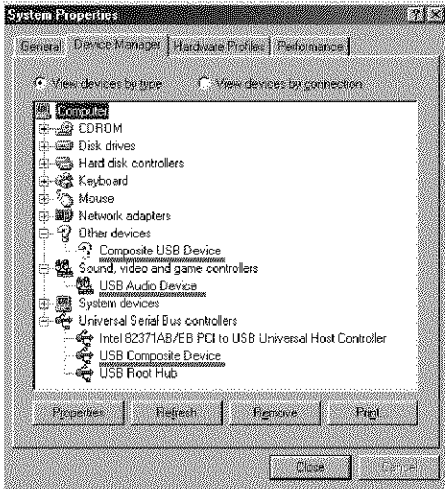 System Properties
General Device Manager Hardware Profiles Performance
View devices by type View devices by connection
Computer
CDROM
Disk drives
Hard disk controllers
Keyboard
Mouse
Network adapters
Other devices
Composite USB Device
Sound, video and game controllers
USB Audio Device
System devices
Universal Serial Bus controllers
Intel 82371AB/EB PCI to USB Universal Host Controller
USB Composite Device
USB Root Hub
Properties Refresh Remove Print...
Close Cancel